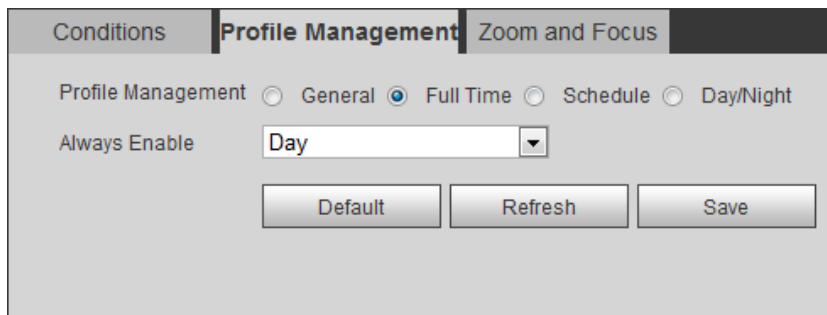 Conditions Profile Management Zoom and Focus
Profile Management General Full Time Schedule Day/Night
Always Enable Day
Default Refresh Save